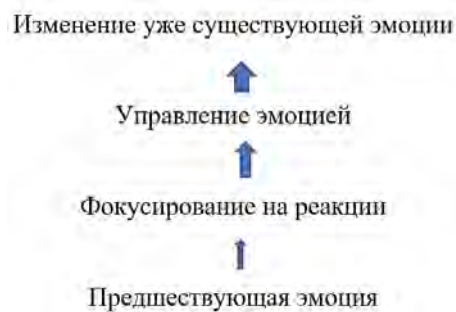 Изменение уже существующей эмоции
Управление эмоцией
Фокусирование на реакции
Предшествующая эмоция